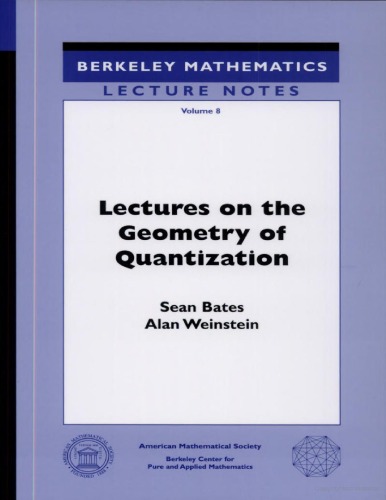 BERKELEY MATHEMATICS
LECTURE NOTES
Volume 8
Lectures on the
Geometry of
Quantization
Sean Bates
Alan Weinstein
American Mathematical Society
Berkeley Center for
Pure and Applied Mathematics